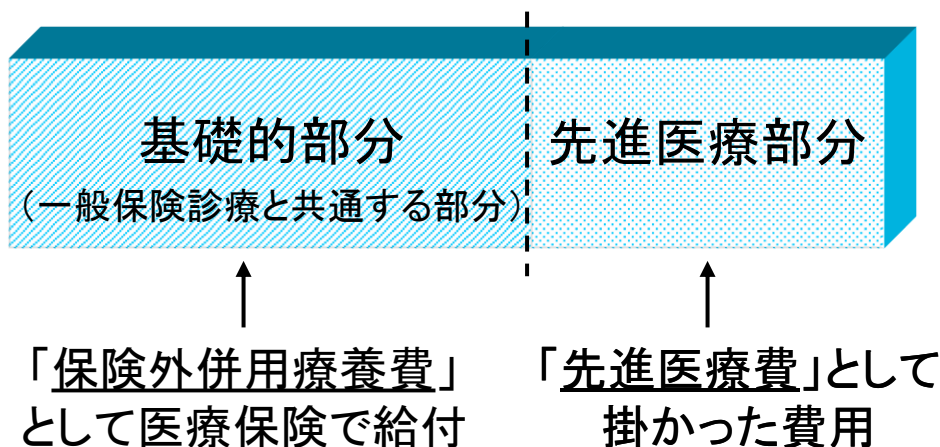 基礎的部分
（一般保険診療と共通する部分）
先進医療部分
「保険外併用療養費」
として医療保険で給付
「先進医療費」として
掛かった費用